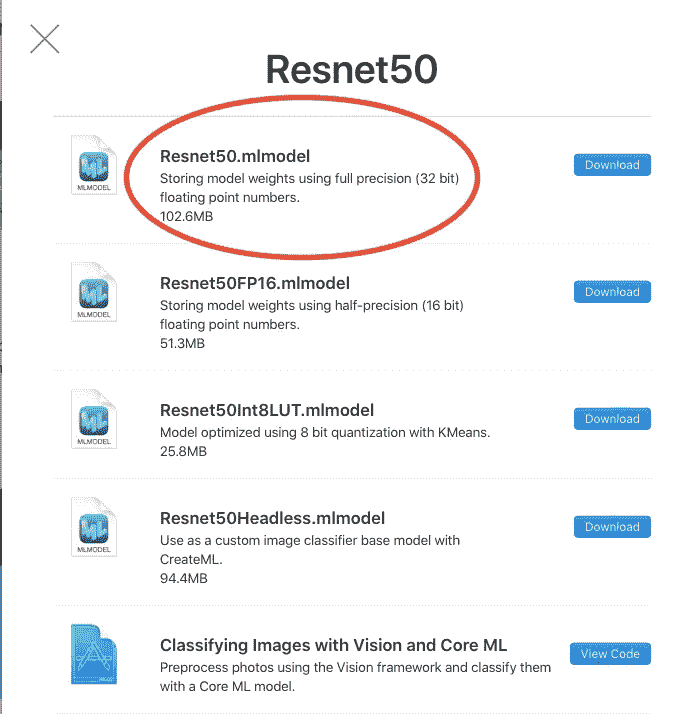 Resnet50
Resnet50.mlmodel
Storing model weights using full precision (32 bit)
floating point numbers.
102.6MB
Download
MLMODEL
Resnet50FP16.mlmodel
Storing model weights using half-precision (16 bit)
floating point numbers.
51.3MB
Download
MLMODEL
Resnet50Int8LUT.mlmodel
Model optimized using 8 bit quantization with KMeans.
25.8MB
Download
MLMODEL
Resnet50Headless.mlmodel
Use as a custom image classifier base model with
CreateML.
94.4MB
Download
MLMODEL
Classifying Images with Vision and Core ML
Preprocess photos using the Vision framework and classify them
with a Core ML model.
View Code